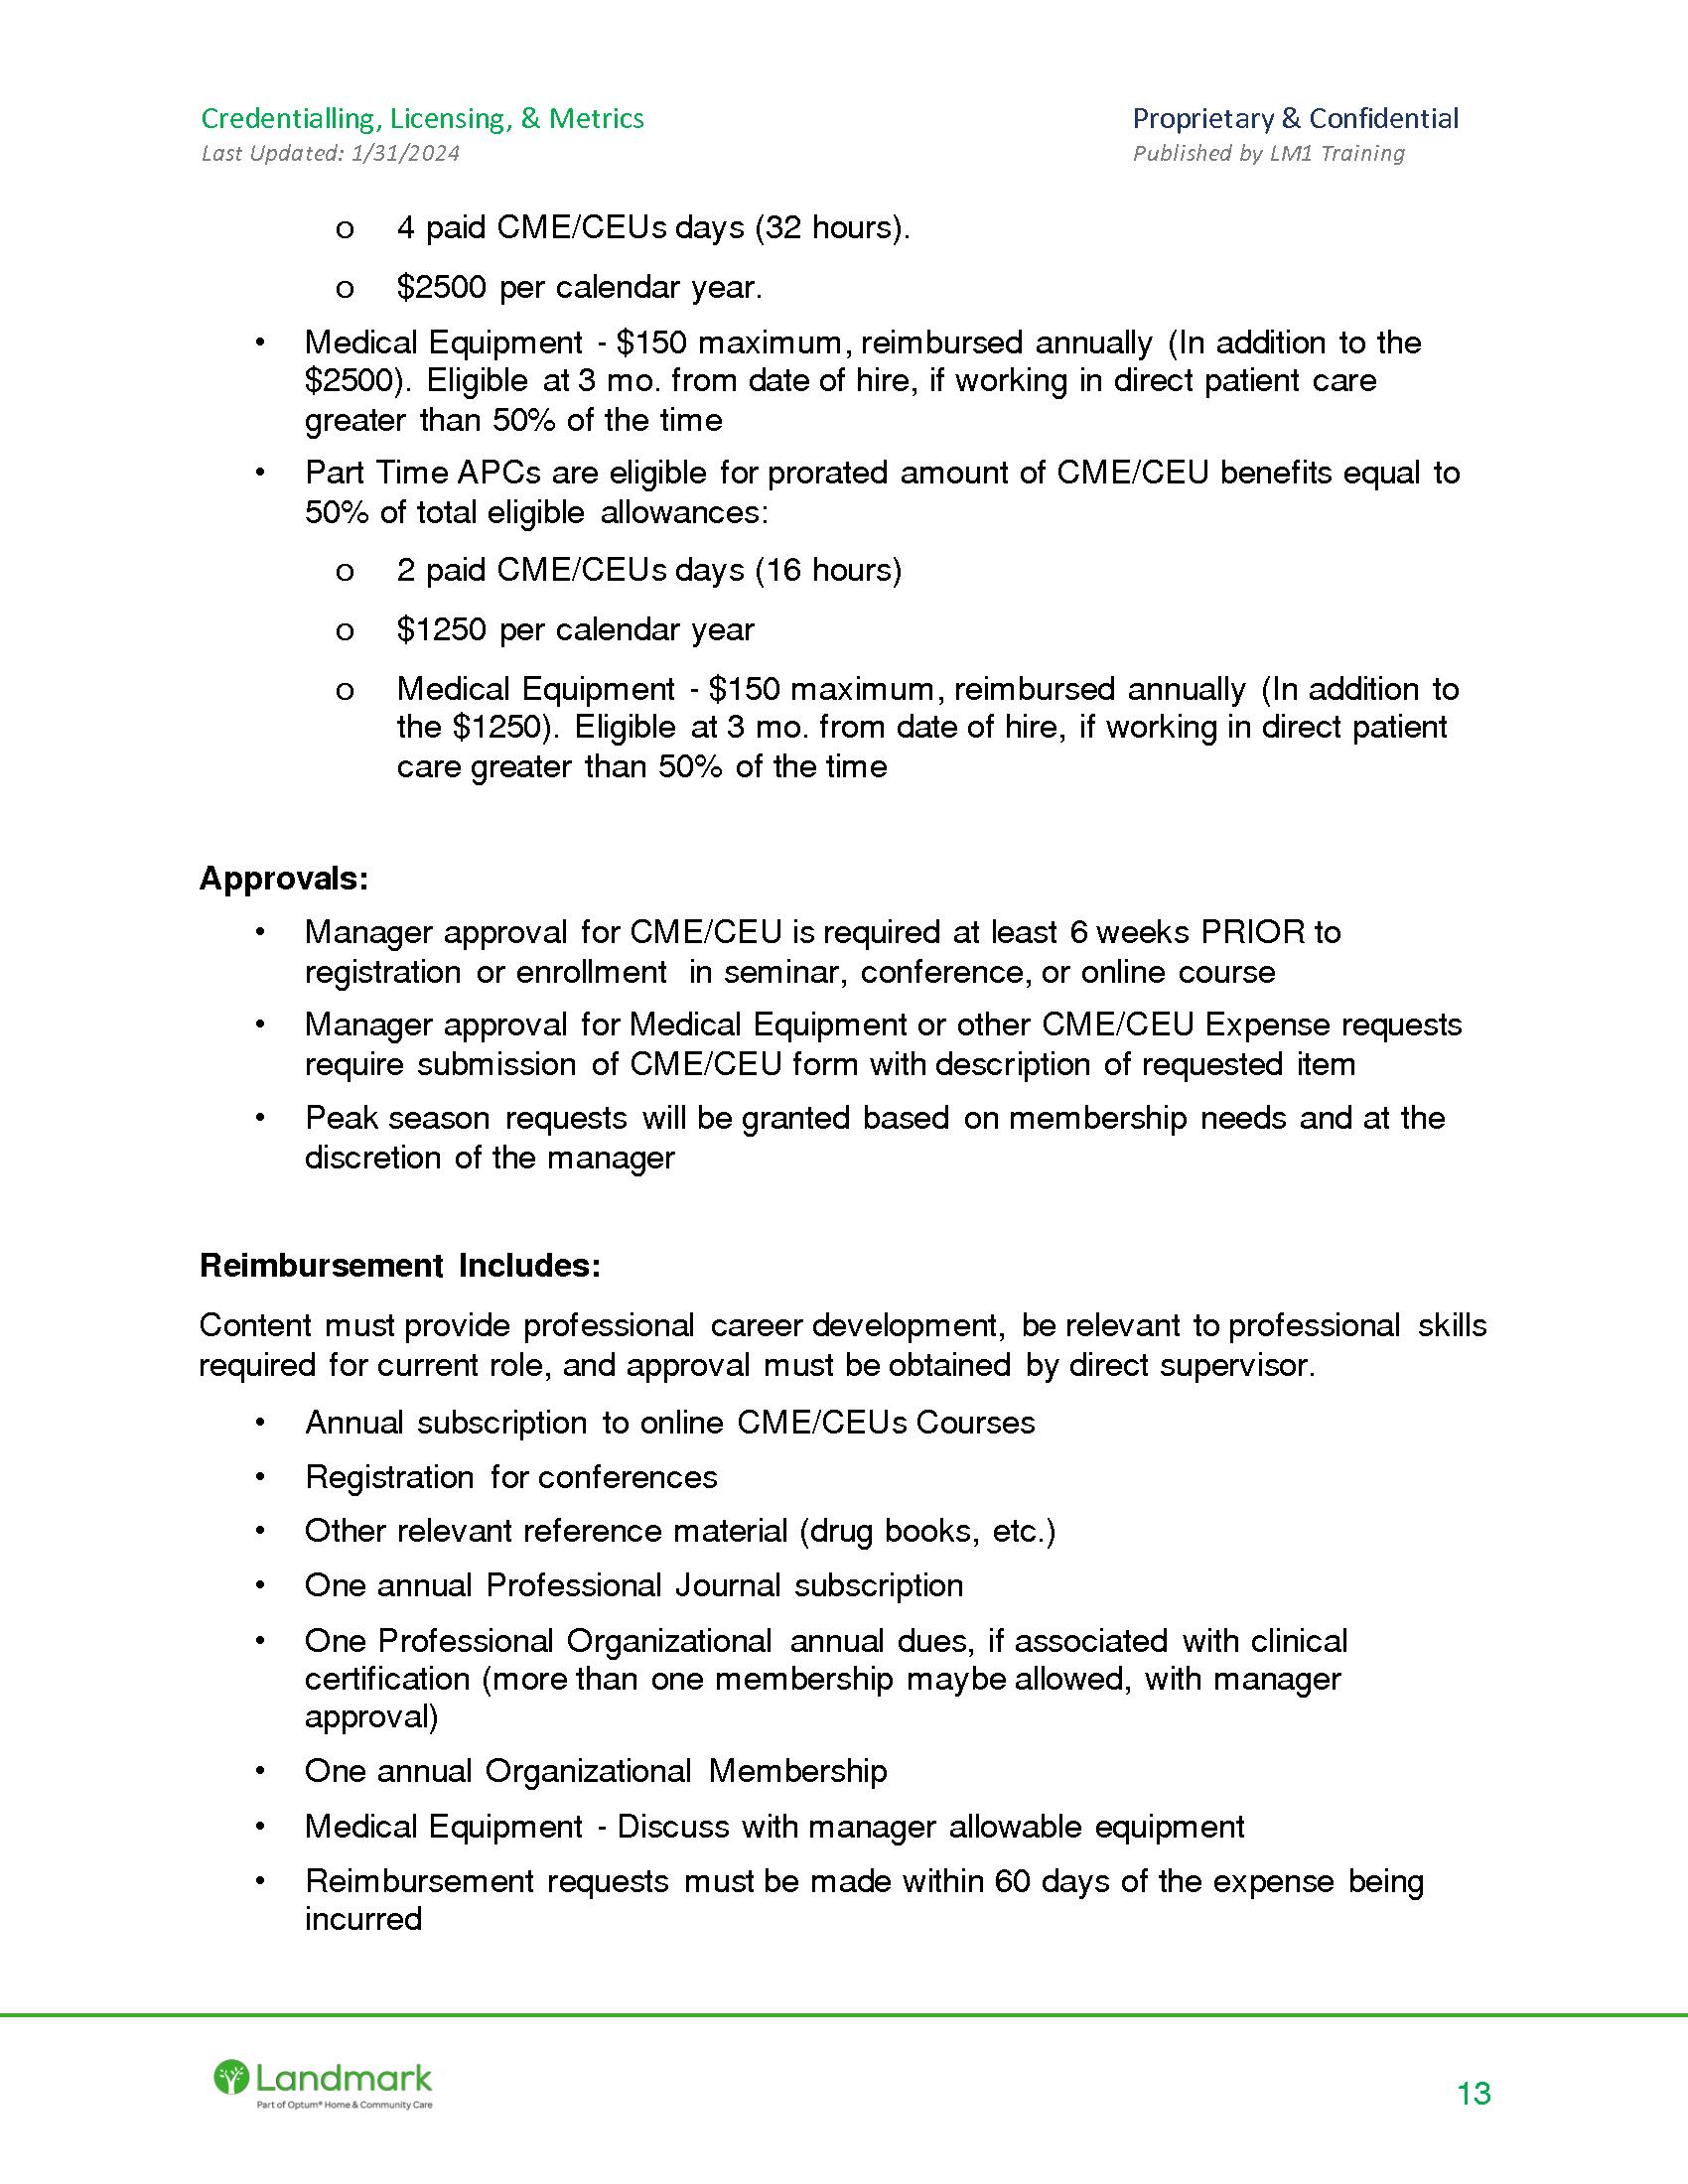 Credentialling, Licensing, & Metrics
Proprietary & Confidential
Last Updated: 1/31/2024
Published by LM1 Training
o 4 paid CME/CEUs days (32 hours).
o $2500 per calendar year.
• Medical Equipment - $150 maximum, reimbursed annually (In addition to the
$2500). Eligible at 3 mo. from date of hire, if working in direct patient care
greater than 50% of the time
• Part Time APCs are eligible for prorated amount of CME/CEU benefits equal to
50% of total eligible allowances:
o 2 paid CME/CEUs days (16 hours)
o $1250 per calendar year
o Medical Equipment - $150 maximum, reimbursed annually (In addition to
the $1250). Eligible at 3 mo. from date of hire, if working in direct patient
care greater than 50% of the time
Approvals:
• Manager approval for CME/CEU is required at least 6 weeks PRIOR to
registration or enrollment in seminar, conference, or online course
• Manager approval for Medical Equipment or other CME/CEU Expense requests
require submission of CME/CEU form with description of requested item
• Peak season requests will be granted based on membership needs and at the
discretion of the manager
Reimbursement Includes:
Content must provide professional career development, be relevant to professional skills
required for current role, and approval must be obtained by direct supervisor.
• Annual subscription to online CME/CEUs Courses
• Registration for conferences
• Other relevant reference material (drug books, etc.)
• One annual Professional Journal subscription
• One Professional Organizational annual dues, if associated with clinical
certification (more than one membership maybe allowed, with manager
approval)
• One annual Organizational Membership
• Medical Equipment - Discuss with manager allowable equipment
• Reimbursement requests must be made within 60 days of the expense being
incurred
Landmark
Part of Optum® Home & Community Care
13